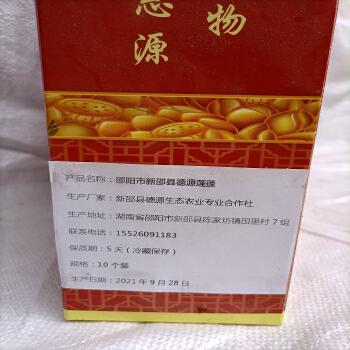 物
源
产品名称：邵阳市新邵县德源莲蓬
生产厂家：新邵县德源生态农业专业合作社
生产地址：湖南省邵阳市新邵县陈家坊镇田里村7组
联系电话：15526091183
保质期：5天（冷藏保存）
规格：10个装
生产日期：2021年9月28日